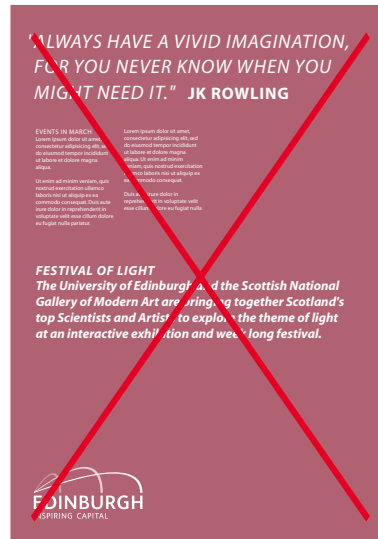 "ALWAYS HAVE A VIVID IMAGINATION,
FOR YOU NEVER KNOW WHEN YOU
MIGHT NEED IT." JK ROWLING
EVENTS IN MARCH
Lorem ipsum dolor sit amet,
consectetur adipisicing elit, sed
do eiusmod tempor incididunt
ut labore et dolore magna
aliqua.
Ut enim ad minim veniam, quis
nostrud exercitation ullamco
laboris nisi ut aliquip ex ea
commodo consequat. Duis aute
irure dolor in reprehenderit in
voluptate velit esse cillum dolore
eu fugiat nulla pariatur.
Lorem ipsum dolor sit amet,
consectetur adipisicing elit, sed
do eiusmod tempor incididunt
ut labore et dolore magna
aliqua. Ut enim ad minim
veniam, quis nostrud exercitation
laboris nisi ut aliquip ex
ea commodo consequat.
Duis aute irure dolor in
reprehenderit in voluptate velit
esse cillum dolore eu fugiat nulla
FESTIVAL OF LIGHT
The University of Edinburgh and the Scottish National
Gallery of Modern Art are bringing together Scotland's
top Scientists and Artists to explore the theme of light
at an interactive exhibition and week long festival.
EDINBURGH
INSPIRING CAPITAL